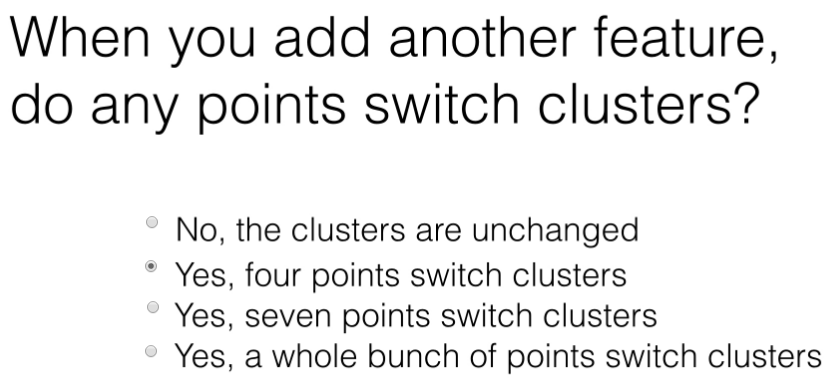 When you add another feature,
do any points switch clusters?
No, the clusters are unchanged
Yes, four points switch clusters
Yes, seven points switch clusters
Yes, a whole bunch of points switch clusters